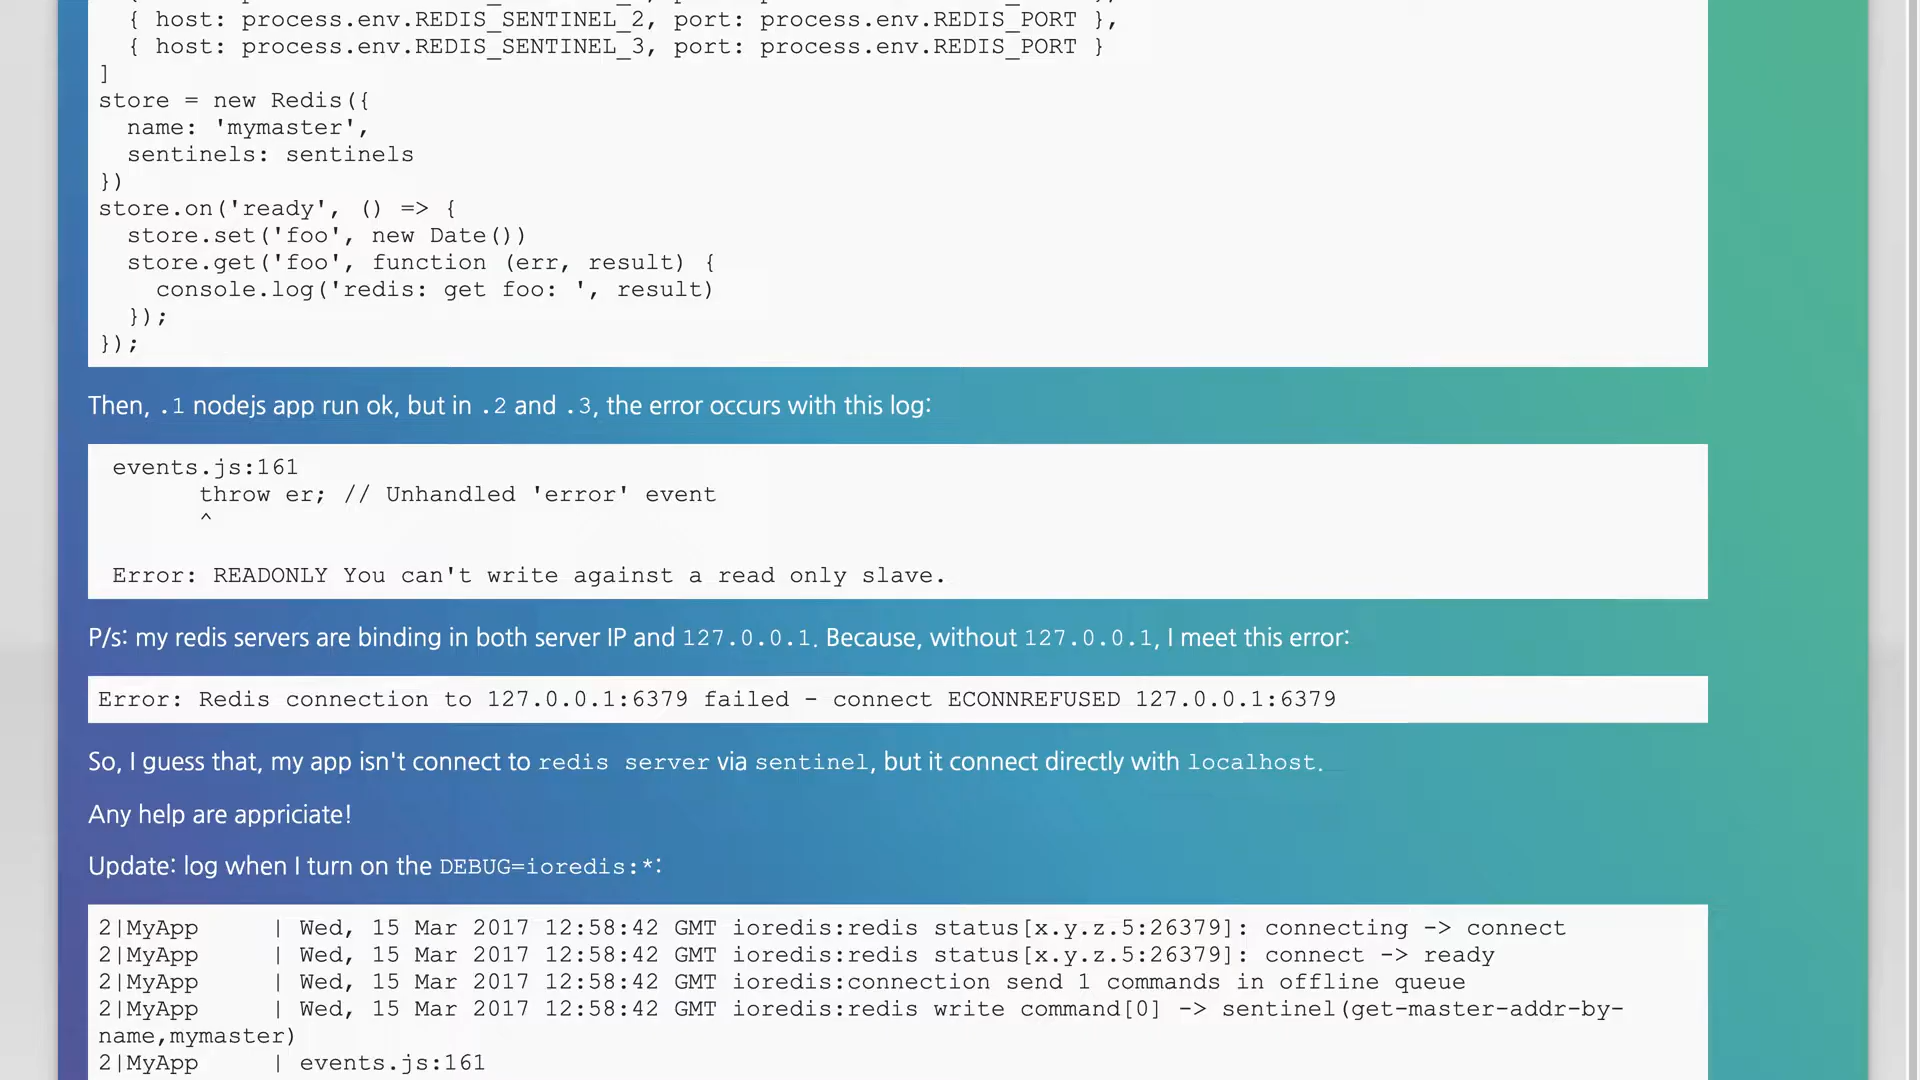 { host: process.env.REDIS_SENTINEL_2, port: process.env.REDIS_PORT },
{ host: process.env.REDIS_SENTINEL_3, port: process.env.REDIS_PORT }
]
store = new Redis({
name: 'mymaster',
sentinels: sentinels
})
store.on('ready', () => {
store.set('foo', new Date())
store.get('foo', function (err, result) {
console.log('redis: get foo: ', result)
});
});
Then, .1 nodejs app run ok, but in .2 and .3, the error occurs with this log:
events.js:161
throw er; // Unhandled 'error' event
^
Error: READONLY You can't write against a read only slave.
P/s: my redis servers are binding in both server IP and 127.0.0.1. Because, without 127.0.0.1, I meet this error:
Error: Redis connection to 127.0.0.1:6379 failed - connect ECONNREFUSED 127.0.0.1:6379
So, I guess that, my app isn't connect to redis server via sentinel, but it connect directly with localhost.
Any help are appriciate!
Update: log when I turn on the DEBUG=ioredis:*:
2|MyApp | Wed, 15 Mar 2017 12:58:42 GMT ioredis:redis status[x.y.z.5:26379]: connecting -> connect
2|MyApp | Wed, 15 Mar 2017 12:58:42 GMT ioredis:redis status[x.y.z.5:26379]: connect -> ready
2|MyApp | Wed, 15 Mar 2017 12:58:42 GMT ioredis:connection send 1 commands in offline queue
2|MyApp | Wed, 15 Mar 2017 12:58:42 GMT ioredis:redis write command[0] -> sentinel(get-master-addr-by-
name,mymaster)
2|MyApp | events.js:161